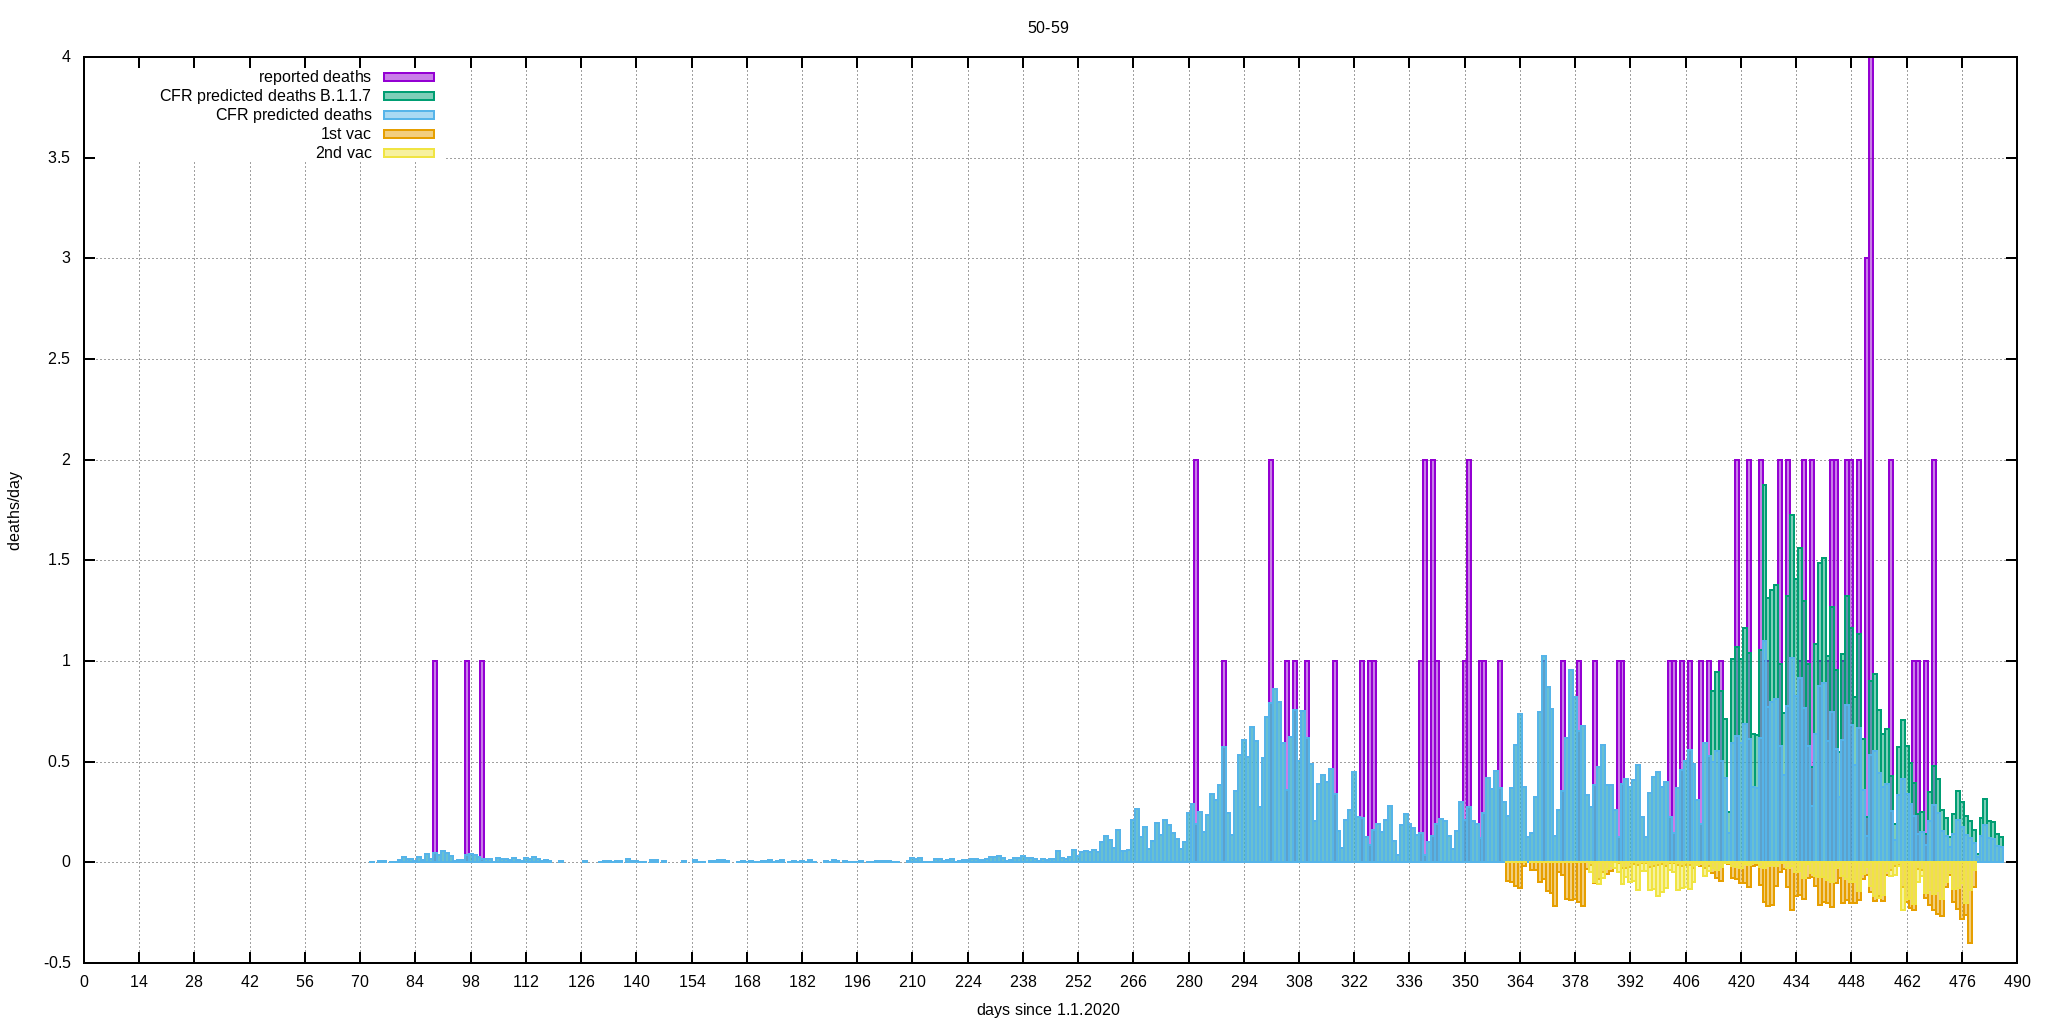 50-59
4
3.5
3
2.5
2
1.5
1
0.5
0
-0.5
deaths/day
reported deaths
CFR predicted deaths B.1.1.7
CFR predicted deaths
1st vac
2nd vac
0 14 28 42 56 70 84 98 112 126 140 154 168 182 196 210 224 238 252 266 280 294 308 322 336 350 364 378 392 406 420 434 448 462 476 490
days since 1.1.2020